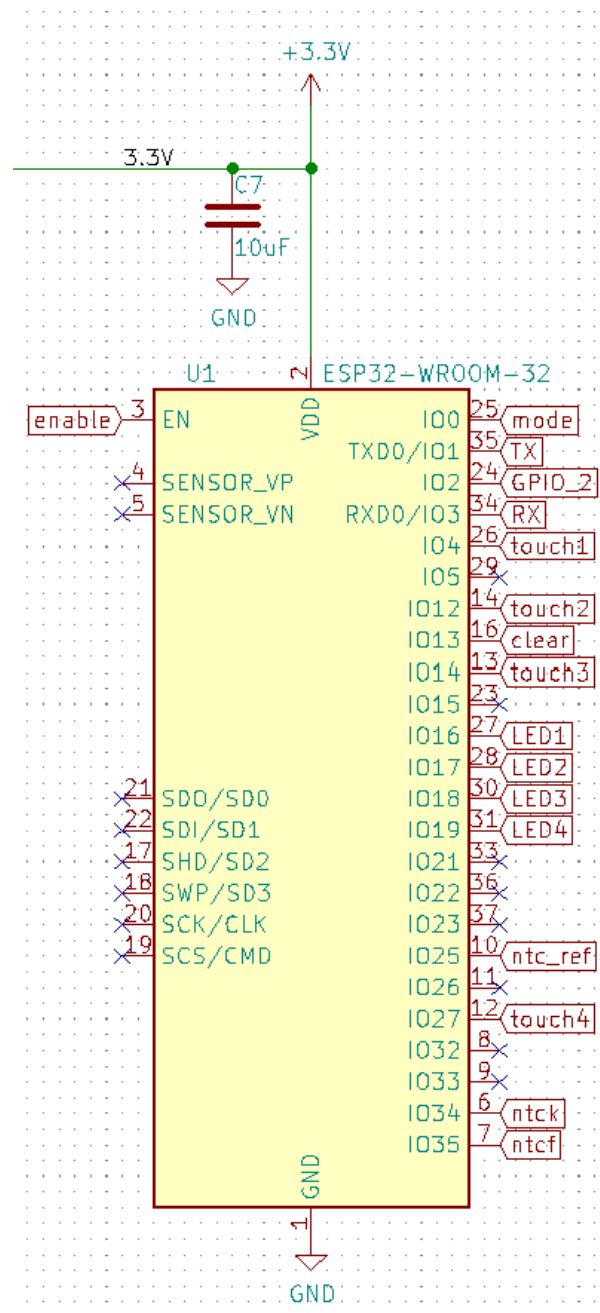 +3.3V
3.3V
C7
10uF
GND
U1 2 ESP32-WROOM-32
enable 3 EN VDD IO0 25 mode
TXD0/IO1 35 TX
4 SENSOR_VP IO2 24 GPIO_2
5 SENSOR_VN RXD0/IO3 34 RX
IO4 26 touch1
IO5 29
IO12 14 touch2
IO13 16 clear
IO14 13 touch3
IO15 23
IO16 27 LED1
IO17 28 LED2
21 SDO/SD0 IO18 30 LED3
22 SDI/SD1 IO19 31 LED4
17 SHD/SD2 IO21 33
18 SWP/SD3 IO22 36
20 SCK/CLK IO23 37
19 SCS/CMD IO25 10 ntc_ref
IO26 11
IO27 12 touch4
IO32 8
IO33 9
IO34 6 ntck
IO35 7 ntcf
GND
1
GND